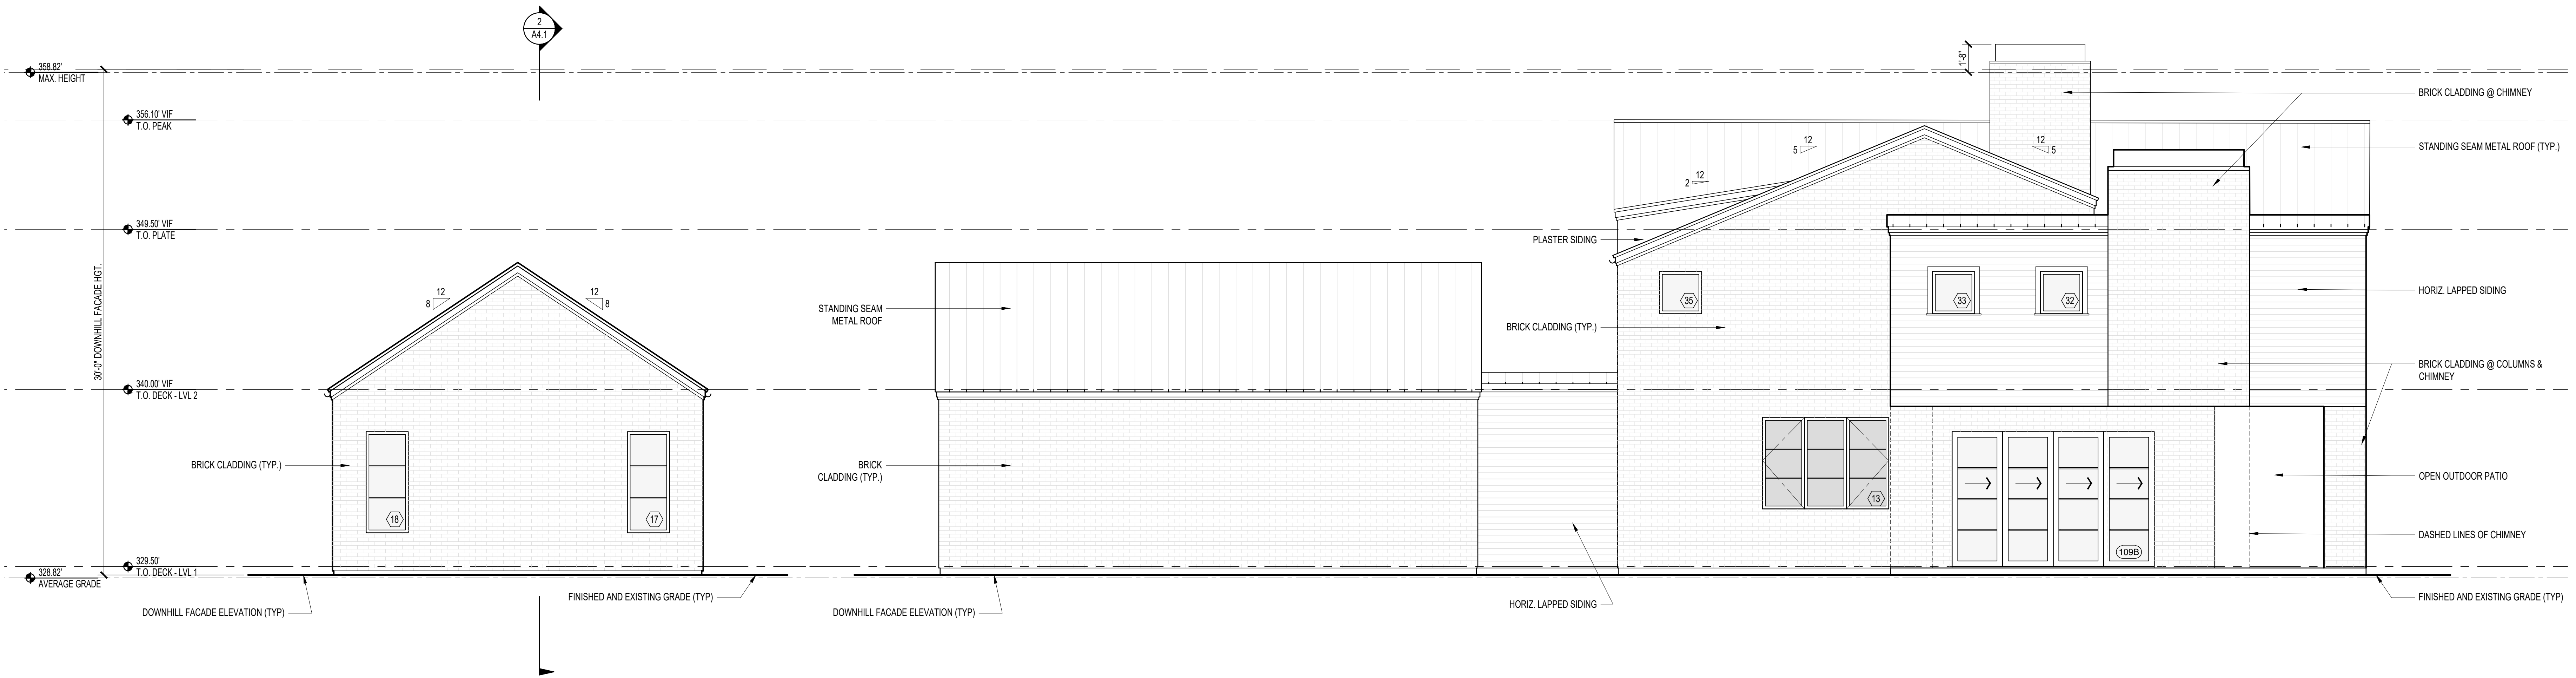 2
A4.1
358.82'
MAX. HEIGHT
356.10' VIF
T.O. PEAK
349.50' VIF
T.O. PLATE
30'-0" DOWNHILL FACADE HGT.
340.00' VIF
T.O. DECK - LVL 2
329.50'
T.O. DECK - LVL 1
328.82'
AVERAGE GRADE
12
8
12
8
BRICK CLADDING (TYP.)
18
17
DOWNHILL FACADE ELEVATION (TYP)
FINISHED AND EXISTING GRADE (TYP)
STANDING SEAM
METAL ROOF
BRICK
CLADDING (TYP.)
DOWNHILL FACADE ELEVATION (TYP)
1'-8"
12
5
12
5
12
2
PLASTER SIDING
35
33
32
BRICK CLADDING (TYP.)
13
109B
HORIZ. LAPPED SIDING
BRICK CLADDING @ CHIMNEY
STANDING SEAM METAL ROOF (TYP.)
HORIZ. LAPPED SIDING
BRICK CLADDING @ COLUMNS &
CHIMNEY
OPEN OUTDOOR PATIO
DASHED LINES OF CHIMNEY
FINISHED AND EXISTING GRADE (TYP)